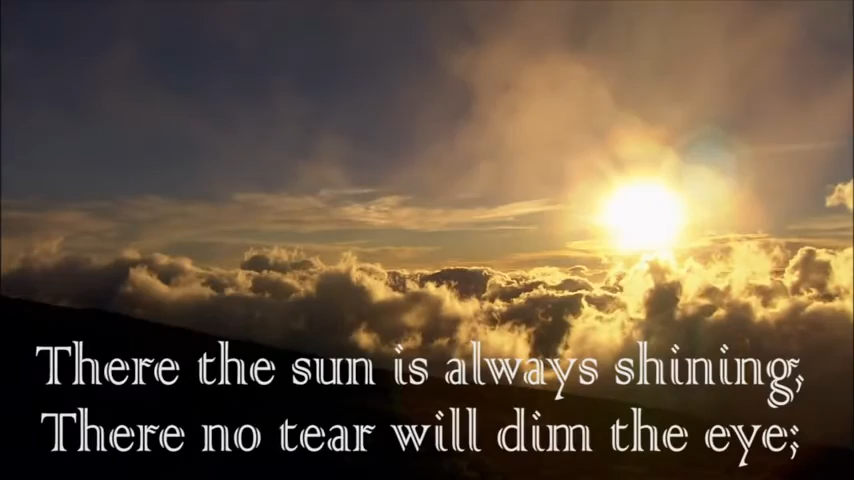 There the sun is always shining,
There no tear will dim the eye;